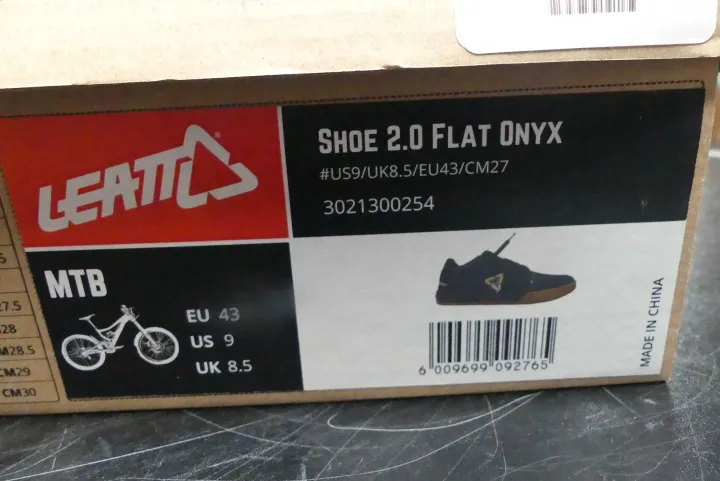 LEATT
SHOE 2.0 FLAT ONYX
#US9/UK8.5/EU43/CM27
3021300254
MTB
EU 43
US 9
UK 8.5
6 009699 092765
MADE IN CHINA
27.5
M28
CM28.5
CM29
CM30